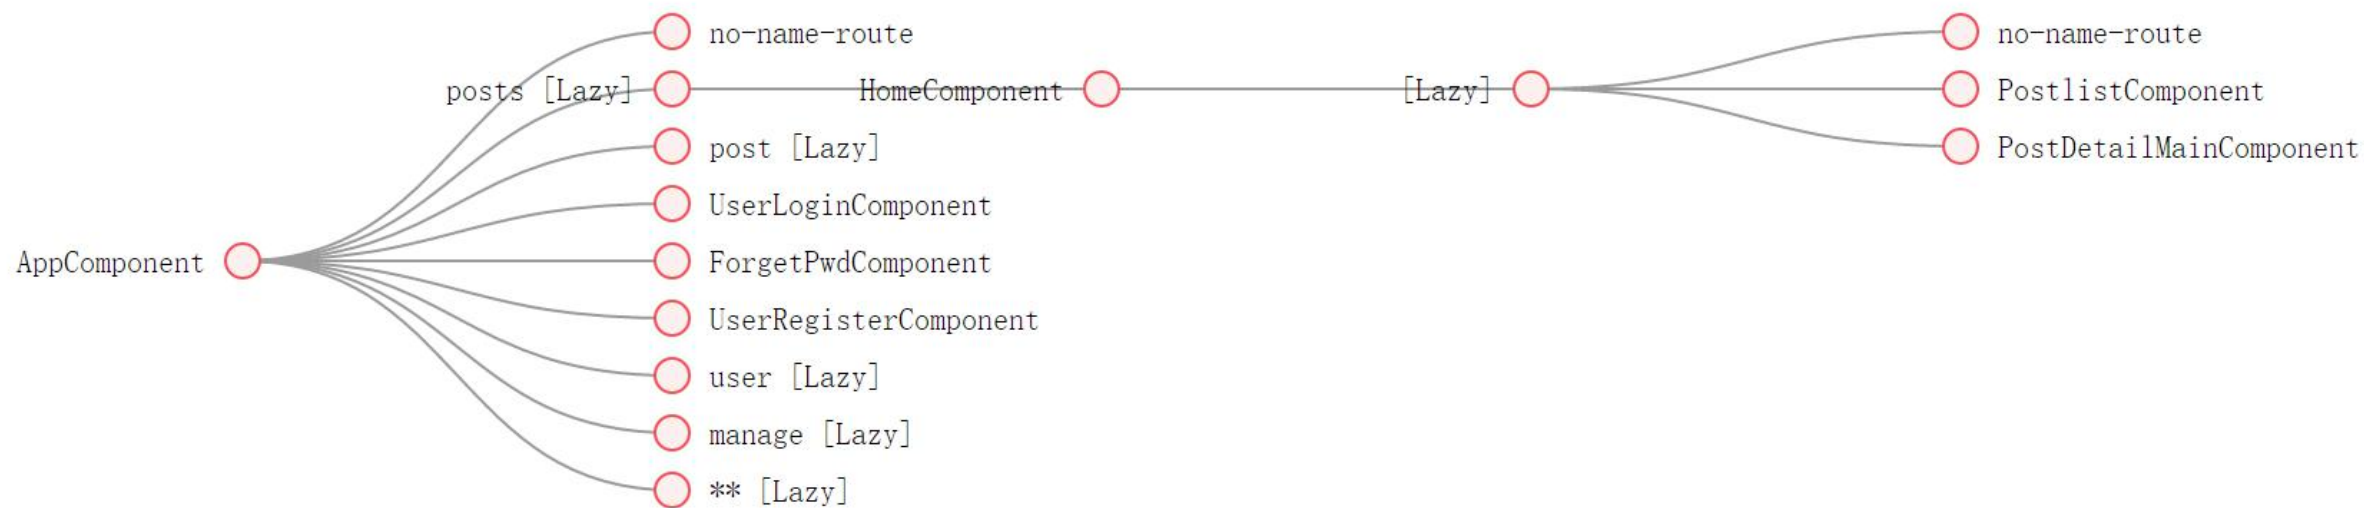 no-name-route
no-name-route
posts [Lazy]
HomeComponent
[Lazy]
PostlistComponent
post [Lazy]
PostDetailMainComponent
UserLoginComponent
AppComponent
ForgetPwdComponent
UserRegisterComponent
user [Lazy]
manage [Lazy]
** [Lazy]